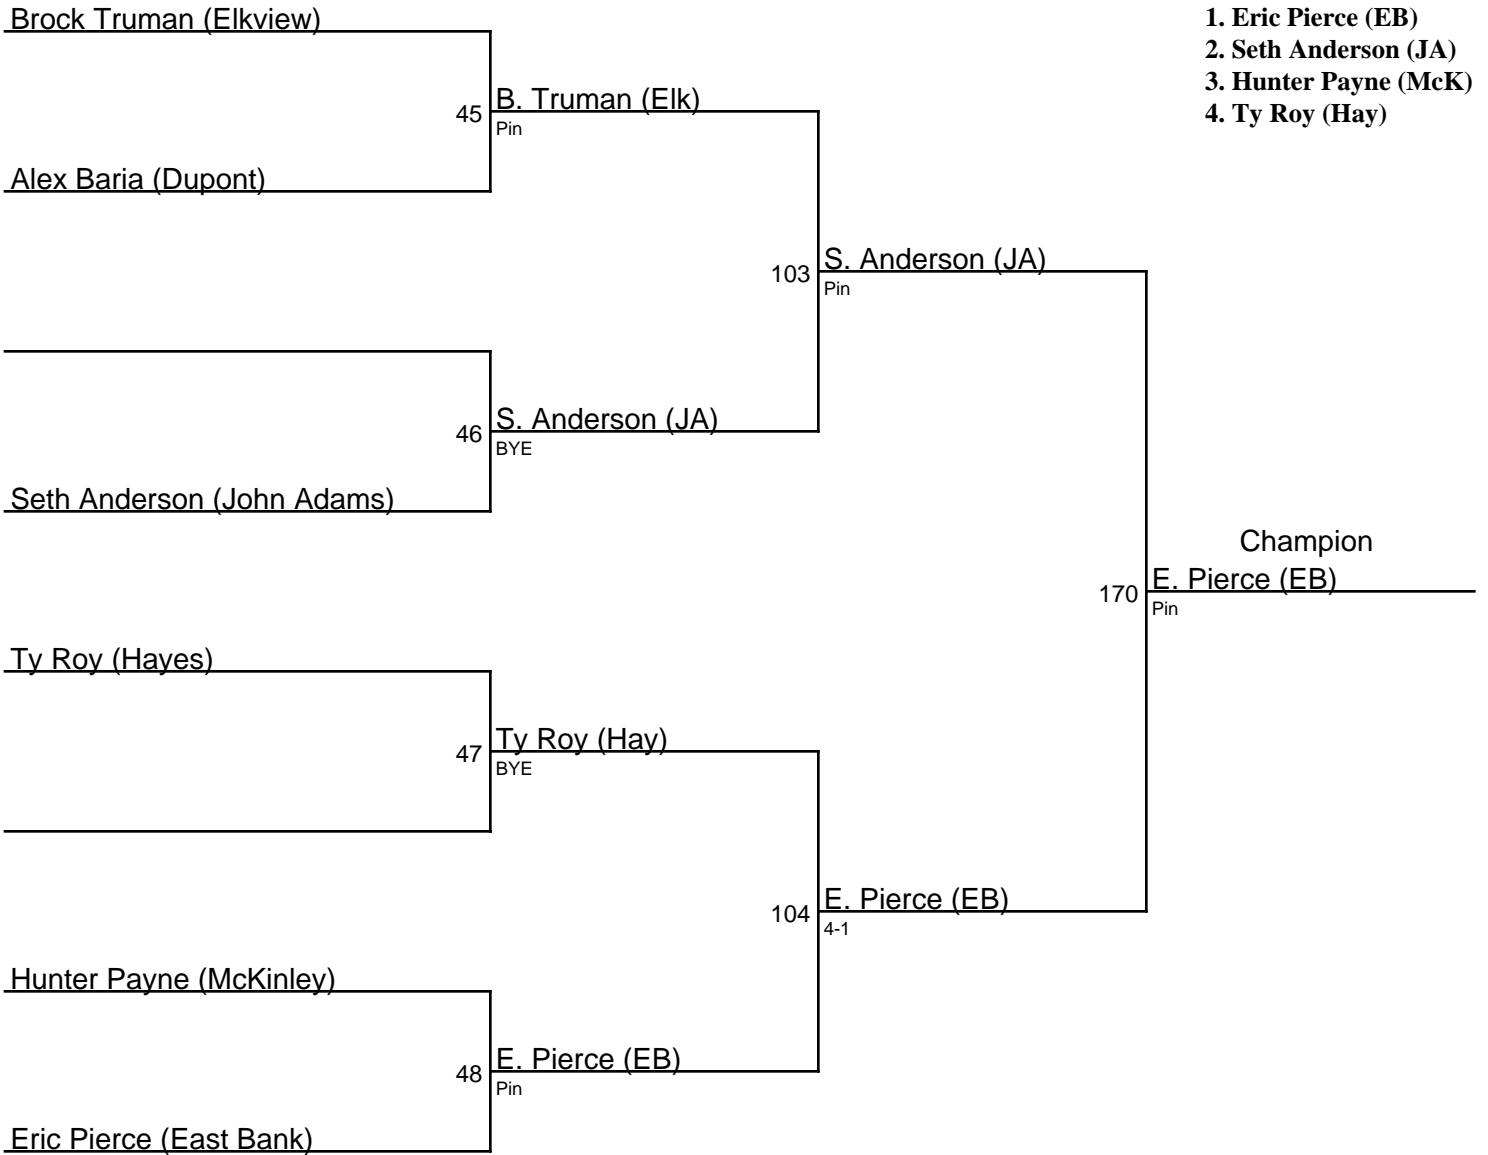 Brock Truman (Elkview)
1. Eric Pierce (EB)
2. Seth Anderson (JA)
3. Hunter Payne (McK)
4. Ty Roy (Hay)
45
B. Truman (Elk)
Pin
Alex Baria (Dupont)
103
S. Anderson (JA)
Pin
46
S. Anderson (JA)
BYE
Seth Anderson (John Adams)
Champion
170
E. Pierce (EB)
Pin
Ty Roy (Hayes)
47
Ty Roy (Hay)
BYE
104
E. Pierce (EB)
4-1
Hunter Payne (McKinley)
48
E. Pierce (EB)
Pin
Eric Pierce (East Bank)